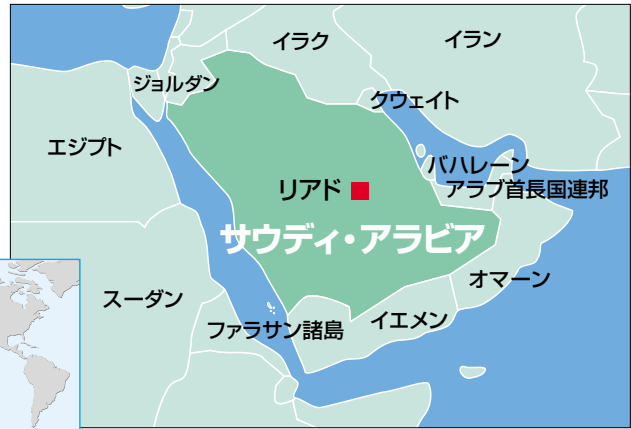 イラク
イラン
ジョルダン
クウェイト
エジプト
バハレーン
アラブ首長国連邦
リアド
サウディ・アラビア
オマーン
スーダン
ファラサン諸島
イエメン